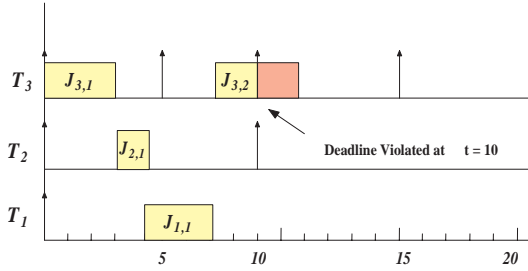 T3 J3,1 J3,2
Deadline Violated at t = 10
T2 J2,1
T1 J1,1
5 10 15 20